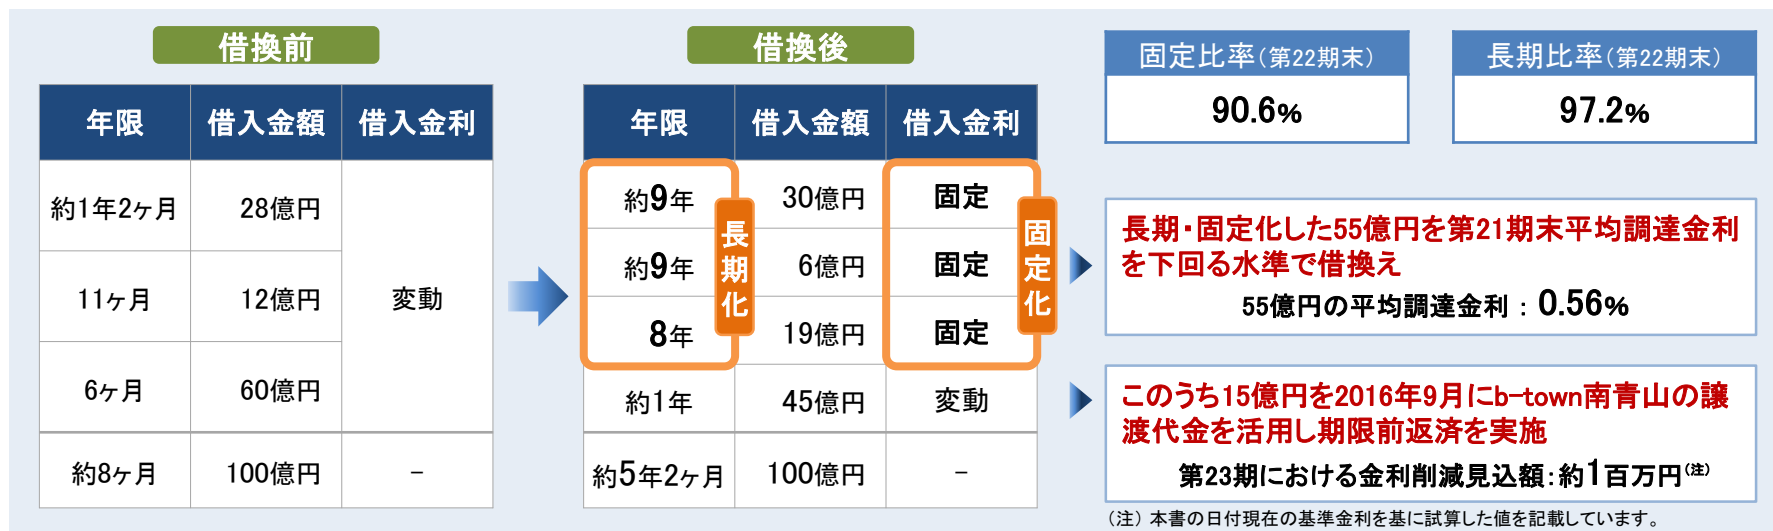 借換前
年限 借入金額 借入金利
約1年2ヶ月 28億円
11ヶ月 12億円 変動
6ヶ月 60億円
約8ヶ月 100億円 －
借換後
年限 借入金額 借入金利
約9年 30億円 固定
約9年 6億円 固定
8年 19億円 固定
約1年 45億円 変動
約5年2ヶ月 100億円 －
長期化
固定化
固定比率（第22期末）
90.6%
長期比率（第22期末）
97.2%
長期・固定化した55億円を第21期末平均調達金利
を下回る水準で借換え
55億円の平均調達金利：0.56%
このうち15億円を2016年9月にb-town南青山の譲
渡代金を活用し期限前返済を実施
第23期における金利削減見込額：約1百万円（注）
（注）本書の日付現在の基準金利を基に試算した値を記載しています。